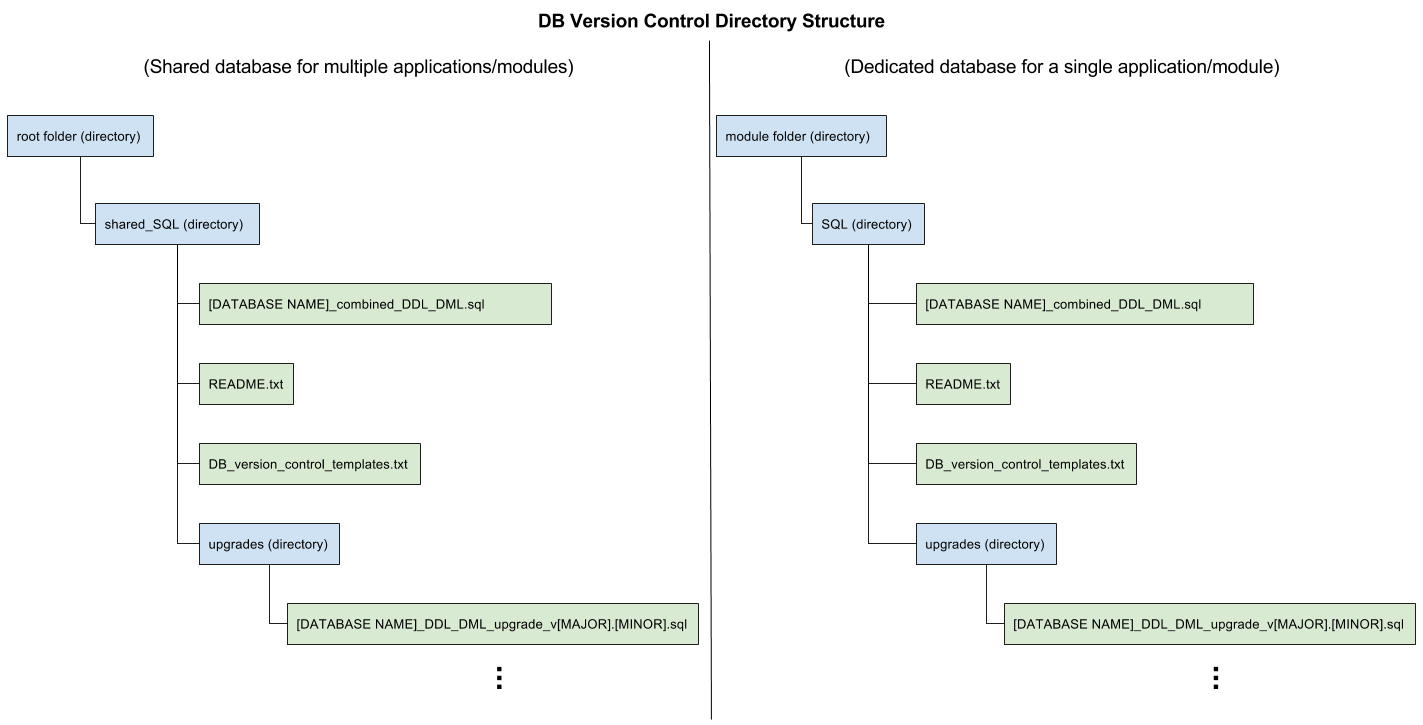 DB Version Control Directory Structure
(Shared database for multiple applications/modules)
root folder (directory)
shared_SQL (directory)
[DATABASE NAME]_combined_DDL_DML.sql
README.txt
DB_version_control_templates.txt
upgrades (directory)
[DATABASE NAME]_DDL_DML_upgrade_v[MAJOR].[MINOR].sql
(Dedicated database for a single application/module)
module folder (directory)
SQL (directory)
[DATABASE NAME]_combined_DDL_DML.sql
README.txt
DB_version_control_templates.txt
upgrades (directory)
[DATABASE NAME]_DDL_DML_upgrade_v[MAJOR].[MINOR].sql